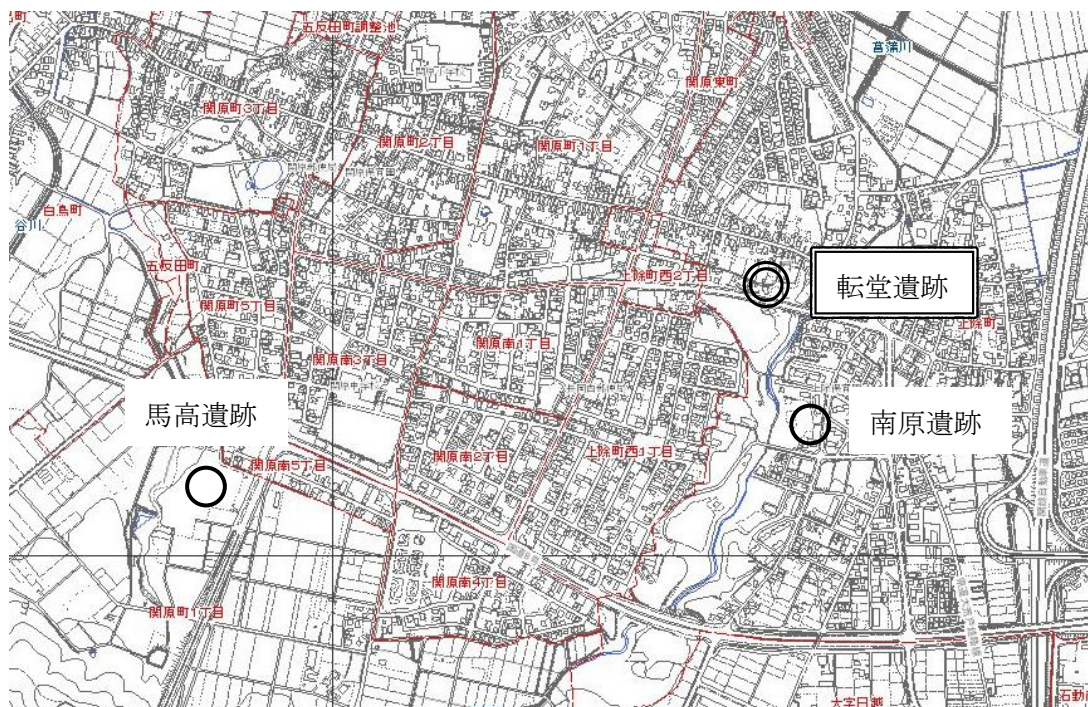 五反田町調整池
菖蒲川
関原東町
関原町3丁目
関原町2丁目
関原町1丁目
白鳥町
谷川
五反田町
上除町西2丁目
転堂遺跡
関原町5丁目
上除町
関原南1丁目
関原南3丁目
馬高遺跡
南原遺跡
関原南5丁目
関原南2丁目
上除町西1丁目
関原南4丁目
関原町1丁目
大字日越